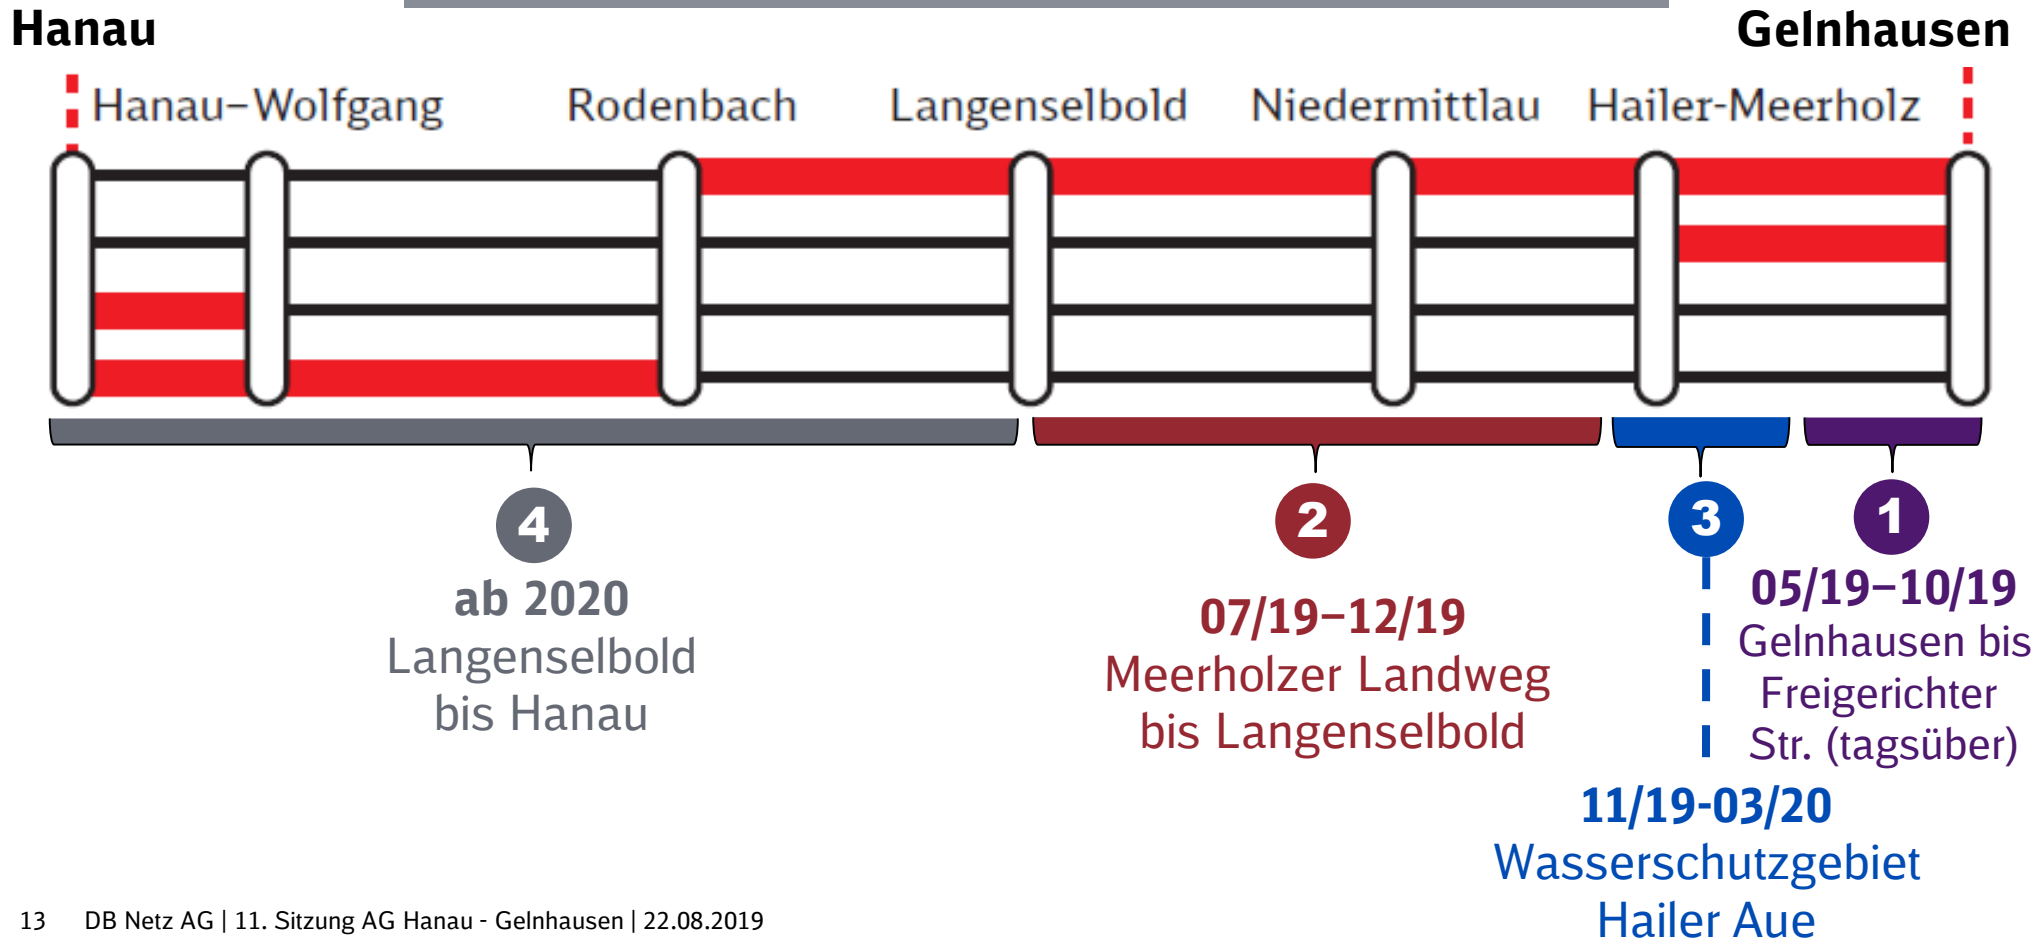 Hanau
Gelnhausen
Hanau–Wolfgang
Rodenbach
Langenselbold
Niedermittlau
Hailer-Meerholz
4
ab 2020
Langenselbold
bis Hanau
2
07/19–12/19
Meerholzer Landweg
bis Langenselbold
3
11/19-03/20
Wasserschutzgebiet
Hailer Aue
1
05/19–10/19
Gelnhausen bis
Freigerichter
Str. (tagsüber)
13 DB Netz AG | 11. Sitzung AG Hanau - Gelnhausen | 22.08.2019